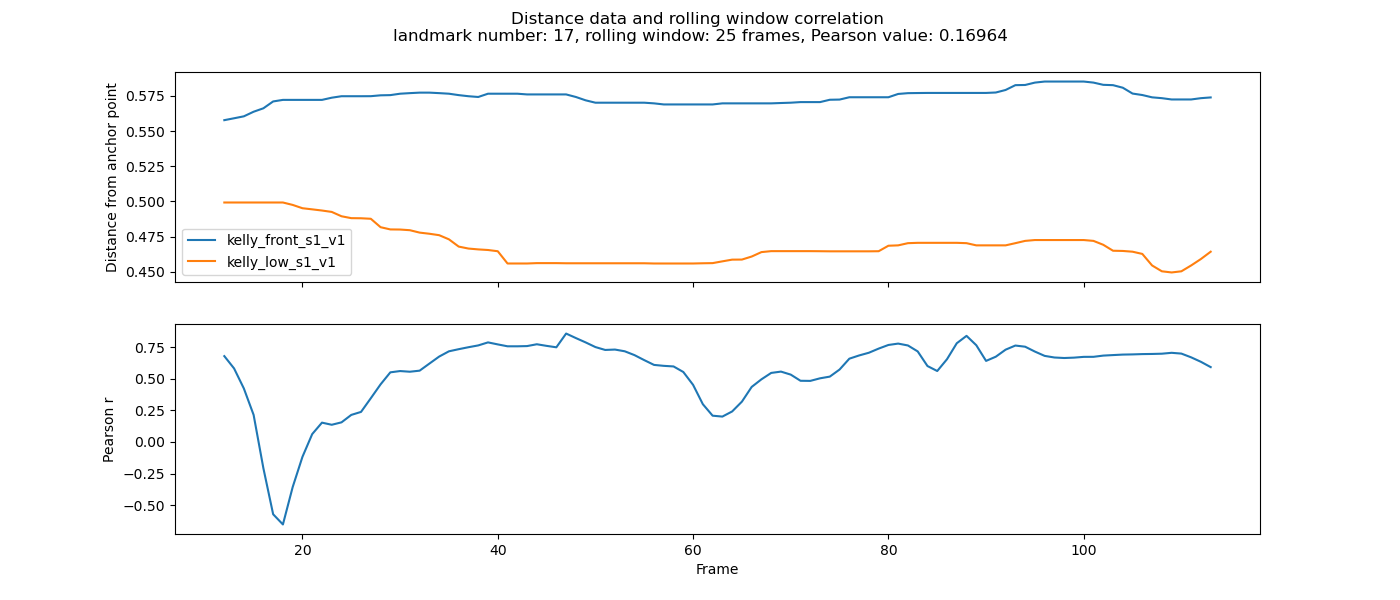 Distance data and rolling window correlation
landmark number: 17, rolling window: 25 frames, Pearson value: 0.16964
Distance from anchor point
0.575
0.550
0.525
0.500
0.475
0.450
kelly_front_s1_v1
kelly_low_s1_v1
Pearson r
0.75
0.50
0.25
0.00
−0.25
−0.50
20 40 60 80 100
Frame